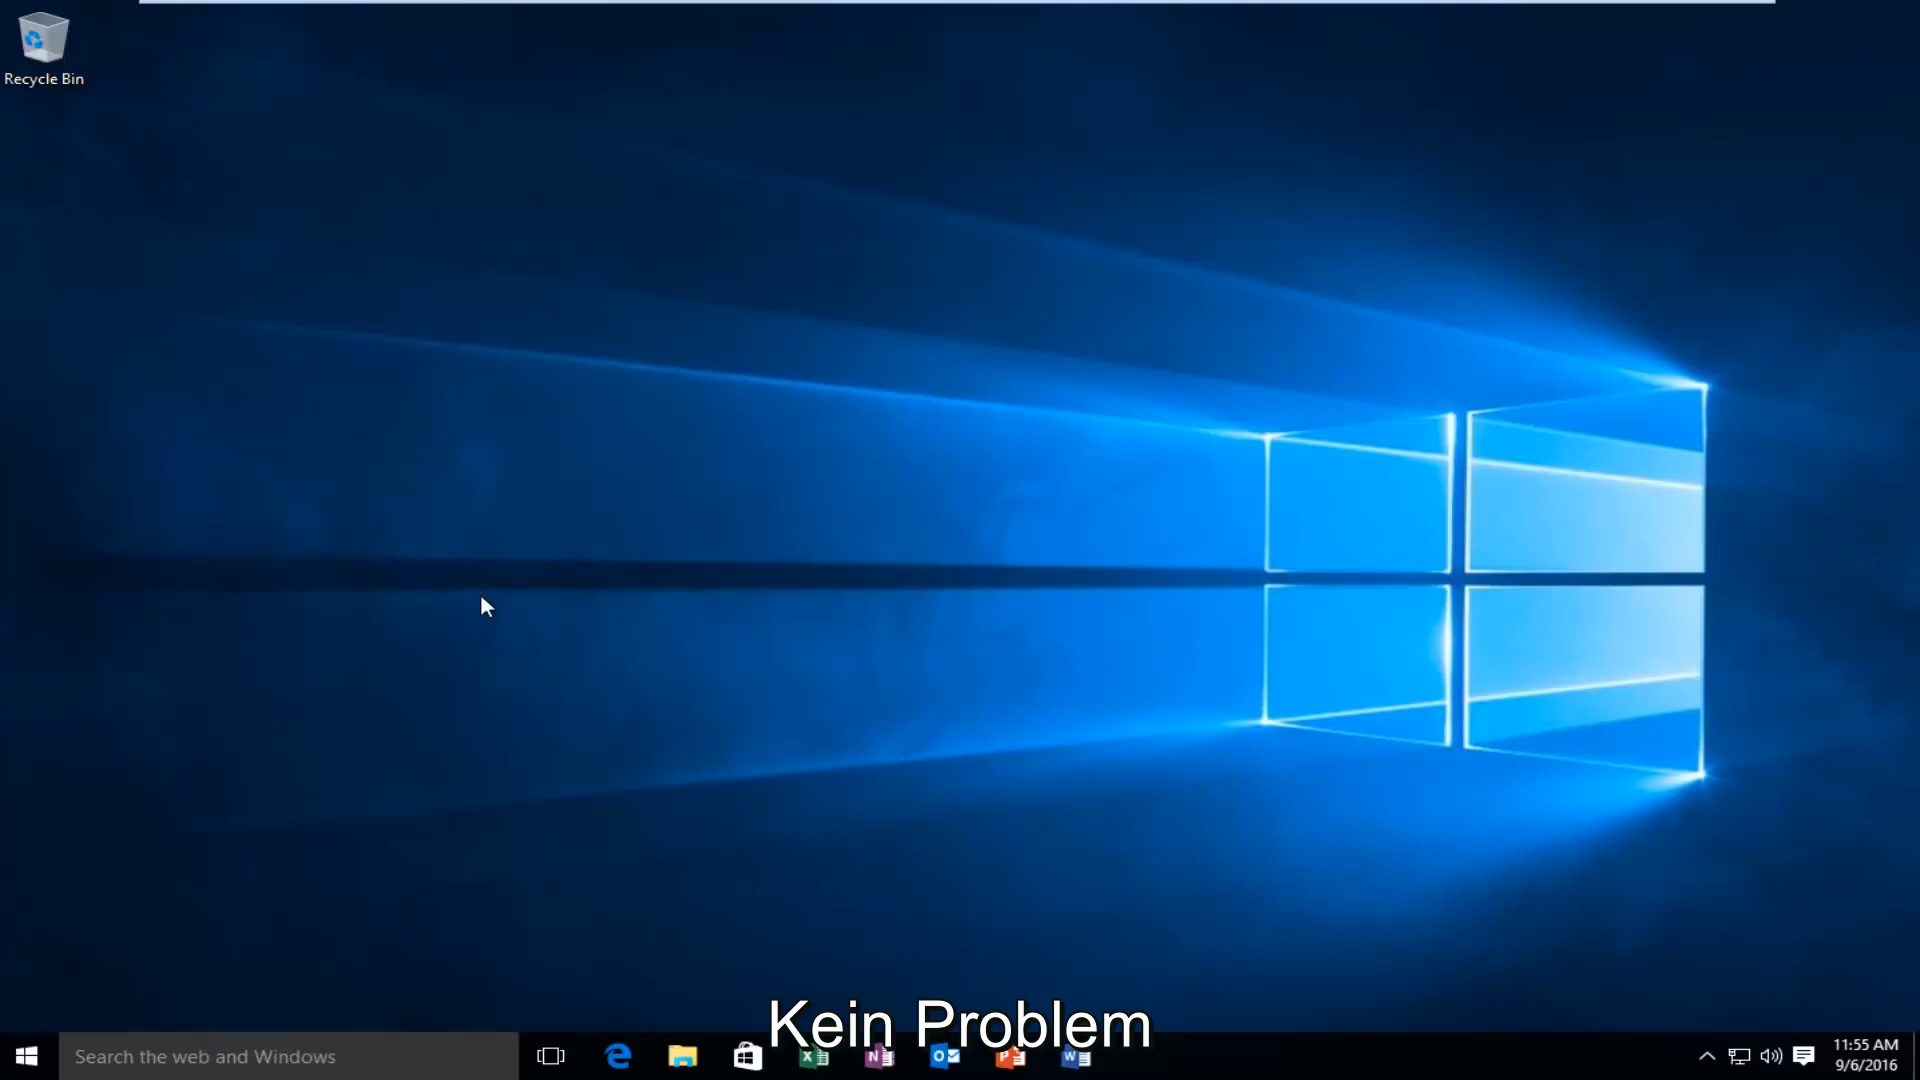 Recycle Bin
Kein Problem
Search the web and Windows
11:55 AM
9/6/2016